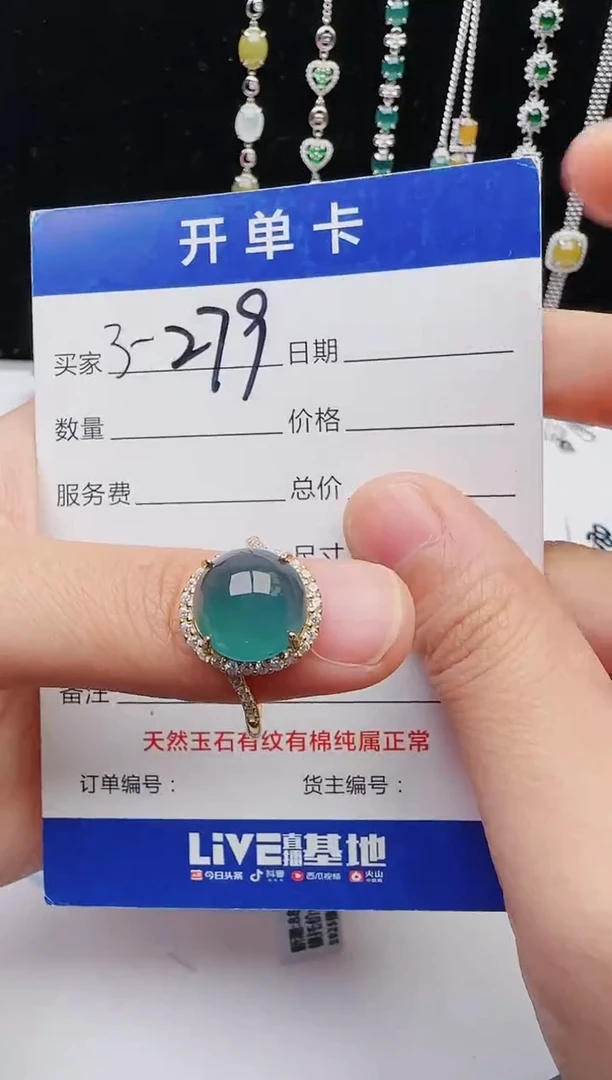 开单卡
买家 3-279 日期
数量 价格
服务费 总价
尺寸
备注
天然玉石有纹有棉纯属正常
订单编号： 货主编号：
LiVE直播基地
今日头条 抖音 西瓜视频 火山